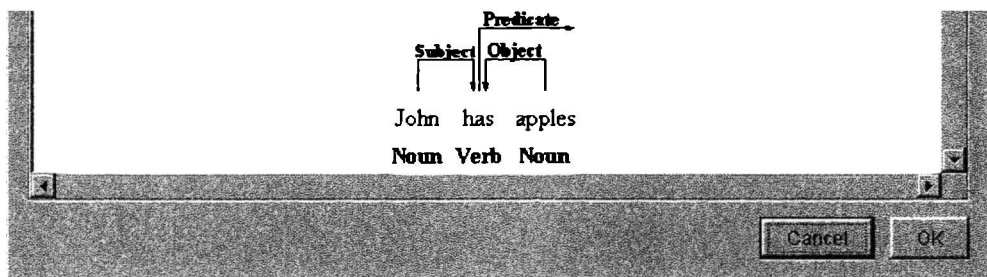 Predicate
Subject Object
John has apples
Noun Verb Noun
Cancel OK